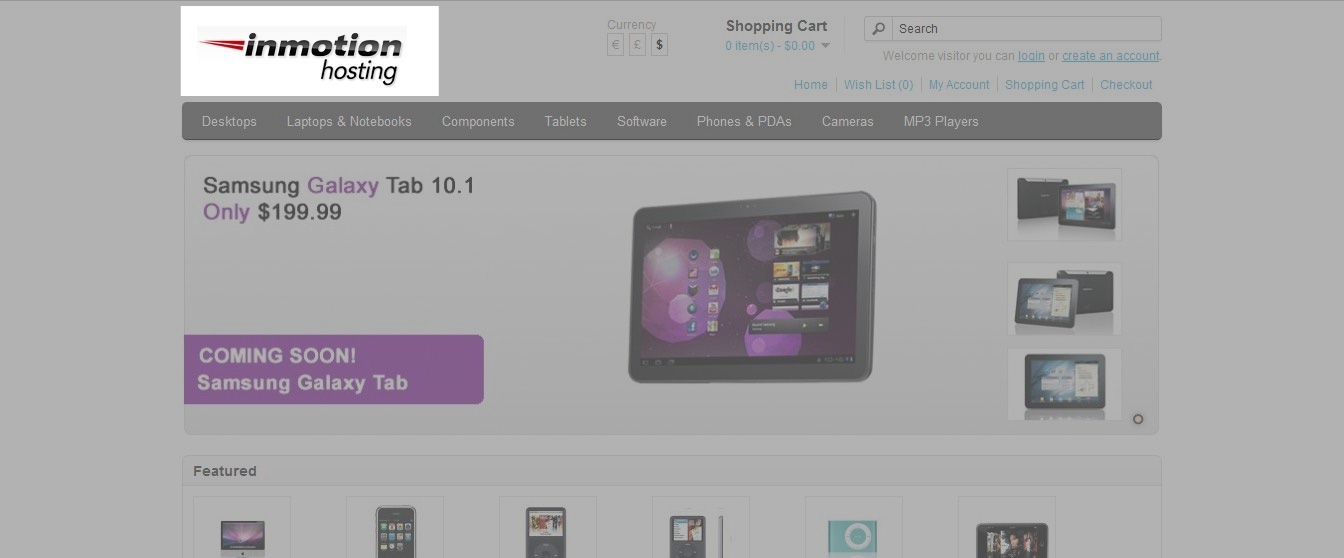 inmotion
hosting
Currency
€ £ $
Shopping Cart
0 item(s) - $0.00
Search
Welcome visitor you can login or create an account.
Home Wish List (0) My Account Shopping Cart Checkout
Desktops Laptops & Notebooks Components Tablets Software Phones & PDAs Cameras MP3 Players
Samsung Galaxy Tab 10.1
Only $199.99
COMING SOON!
Samsung Galaxy Tab
Featured